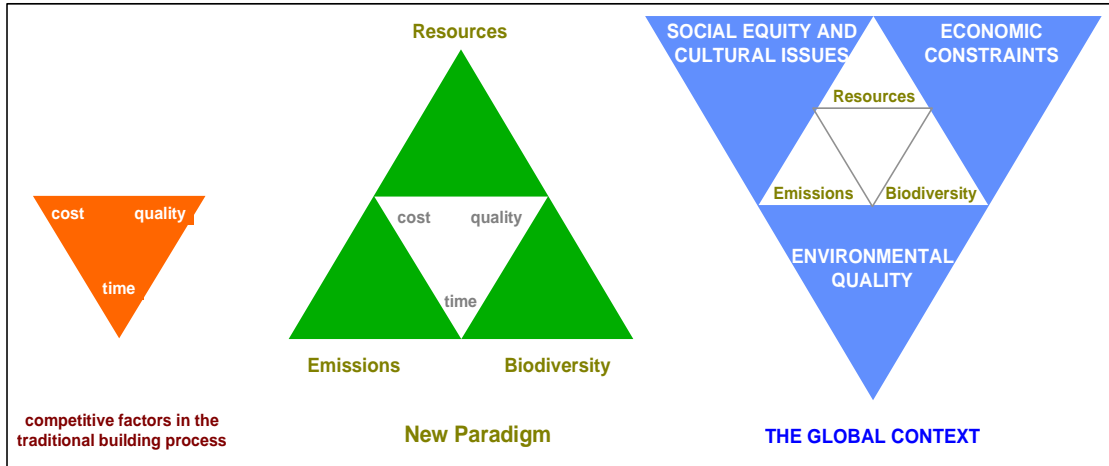 cost quality
time
competitive factors in the
traditional building process
Resources
cost quality
time
Emissions Biodiversity
New Paradigm
SOCIAL EQUITY AND
CULTURAL ISSUES
ECONOMIC
CONSTRAINTS
Resources
Emissions Biodiversity
ENVIRONMENTAL
QUALITY
THE GLOBAL CONTEXT